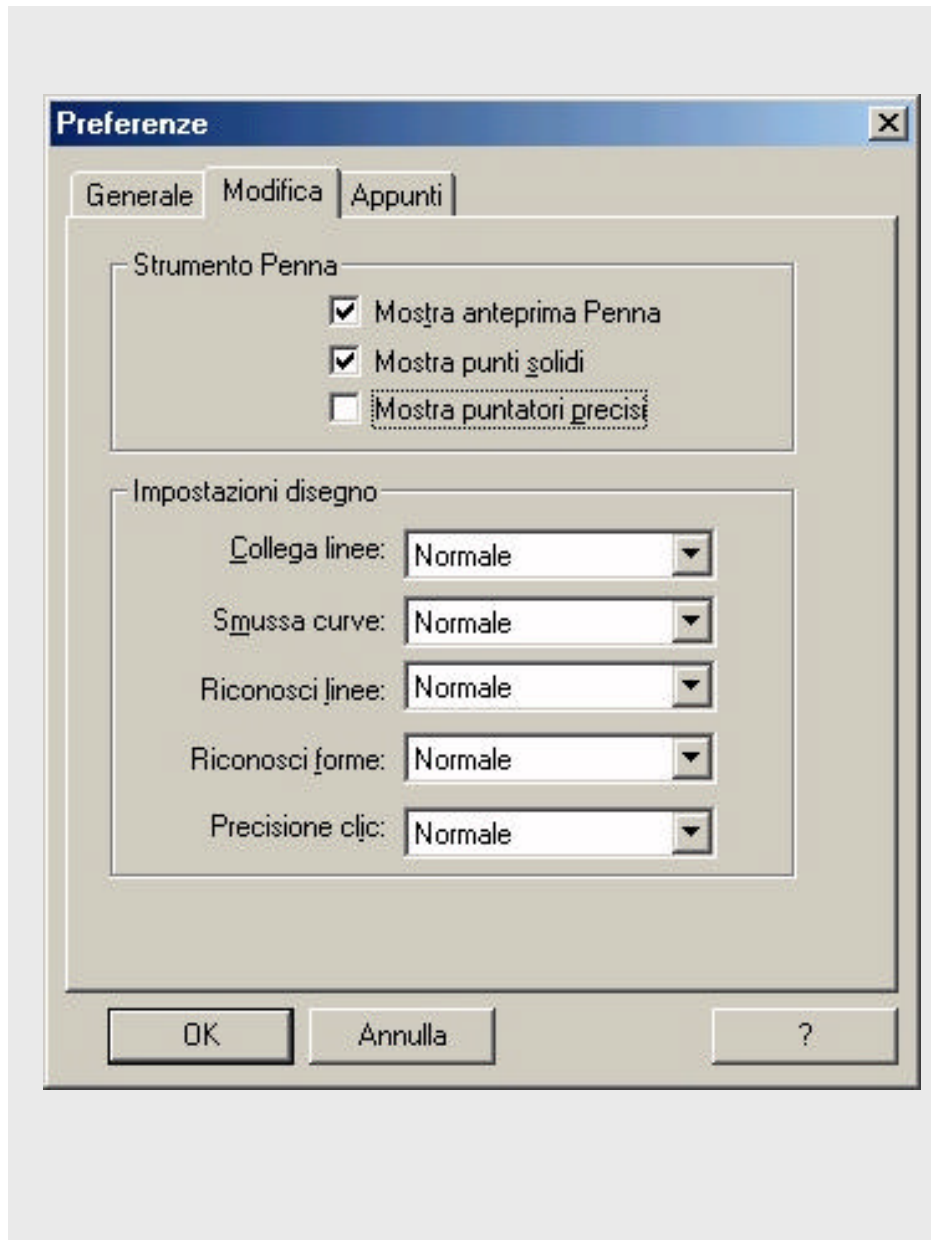 Preferenze
Generale Modifica Appunti
Strumento Penna
Mostra anteprima Penna
Mostra punti solidi
Mostra puntatori precisi
Impostazioni disegno
Collega linee: Normale
Smussa curve: Normale
Riconosci linee: Normale
Riconosci forme: Normale
Precisione clic: Normale
OK Annulla ?